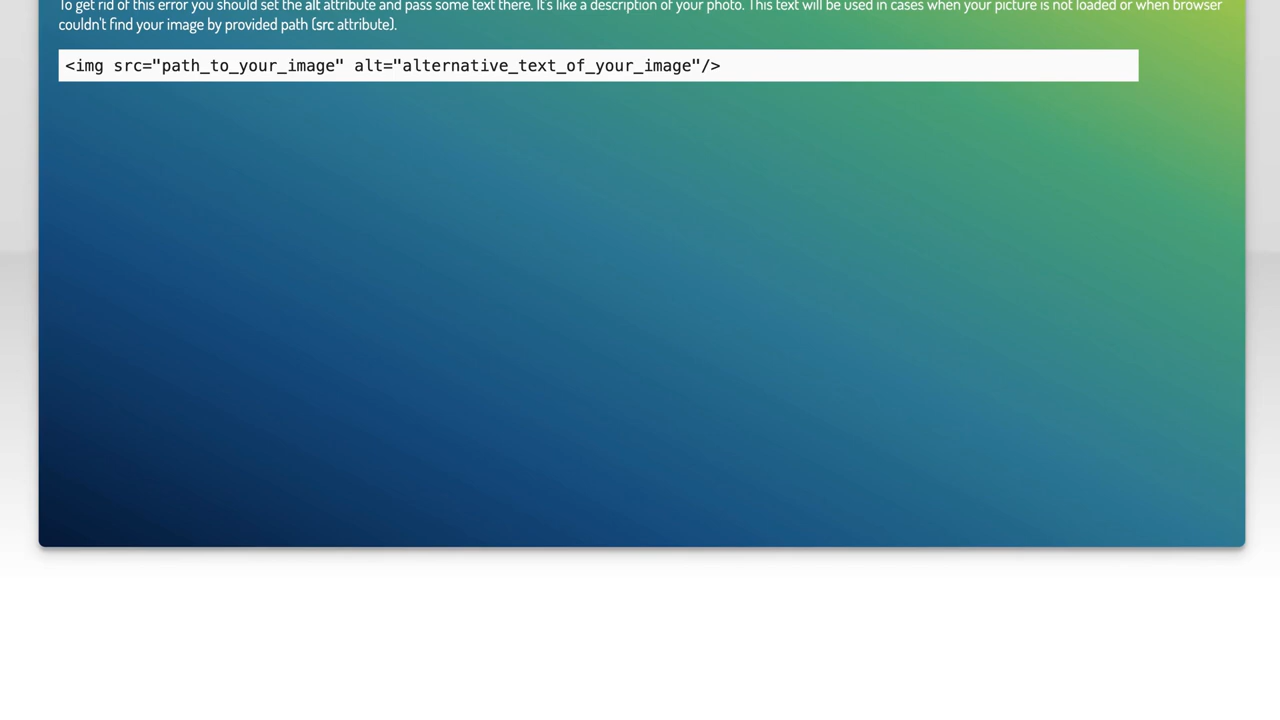 To get rid of this error you should set the alt attribute and pass some text there. It's like a description of your photo. This text will be used in cases when your picture is not loaded or when browser
couldn't find your image by provided path (src attribute).
<img src="path_to_your_image" alt="alternative_text_of_your_image"/>